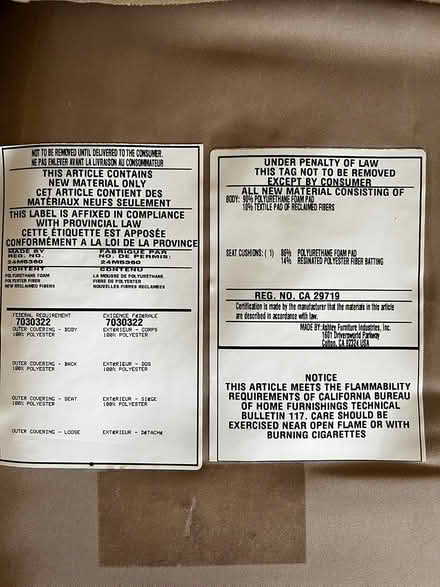 NOT TO BE REMOVED UNTIL DELIVERED TO THE CONSUMER.
NE PAS ENLEVER AVANT LA LIVRAISON AU CONSOMMATEUR
THIS ARTICLE CONTAINS
NEW MATERIAL ONLY
CET ARTICLE CONTIENT DES
MATÉRIAUX NEUFS SEULEMENT
THIS LABEL IS AFFIXED IN COMPLIANCE
WITH PROVINCIAL LAW
CETTE ÉTIQUETTE EST APPOSÉE
CONFORMÉMENT A LA LOI DE LA PROVINCE
MADE BY FABRIQUE PAR
REG. NO. NO. DE PERMIS:
24M5360 24M5360
CONTENT CONTENU
POLYURETHANE FOAM LA MOUSSE DE POLYURETHANE
POLYESTER FIBER FIBRE DE POLYESTER
NEW RECLAIMED FIBERS NOUVELLES FIBRES RECLAMEES
FEDERAL REQUIREMENT EXIGENCE FéDéRALE
7030322 7030322
OUTER COVERING - BODY EXTéRIEUR - CORPS
100% POLYESTER 100% POLYESTER
OUTER COVERING - BACK EXTéRIEUR - DOS
100% POLYESTER 100% POLYESTER
OUTER COVERING - SEAT EXTéRIEUR - SIéGE
100% POLYESTER 100% POLYESTER
OUTER COVERING - LOOSE EXTéRIEUR - DéTACHé
UNDER PENALTY OF LAW
THIS TAG NOT TO BE REMOVED
EXCEPT BY CONSUMER
ALL NEW MATERIAL CONSISTING OF
BODY: 90% POLYURETHANE FOAM PAD
10% TEXTILE PAD OF RECLAIMED FIBERS
SEAT CUSHIONS: ( 1 ) 86% POLYURETHANE FOAM PAD
14% RESINATED POLYESTER FIBER BATTING
REG. NO. CA 29719
Certification is made by the manufacturer that the materials in this article
are described in accordance with law.
MADE BY: Ashley Furniture Industries, Inc.
1601 Driversworld Parkway
Colton, CA 92324 USA
NOTICE
THIS ARTICLE MEETS THE FLAMMABILITY
REQUIREMENTS OF CALIFORNIA BUREAU
OF HOME FURNISHINGS TECHNICAL
BULLETIN 117. CARE SHOULD BE
EXERCISED NEAR OPEN FLAME OR WITH
BURNING CIGARETTES